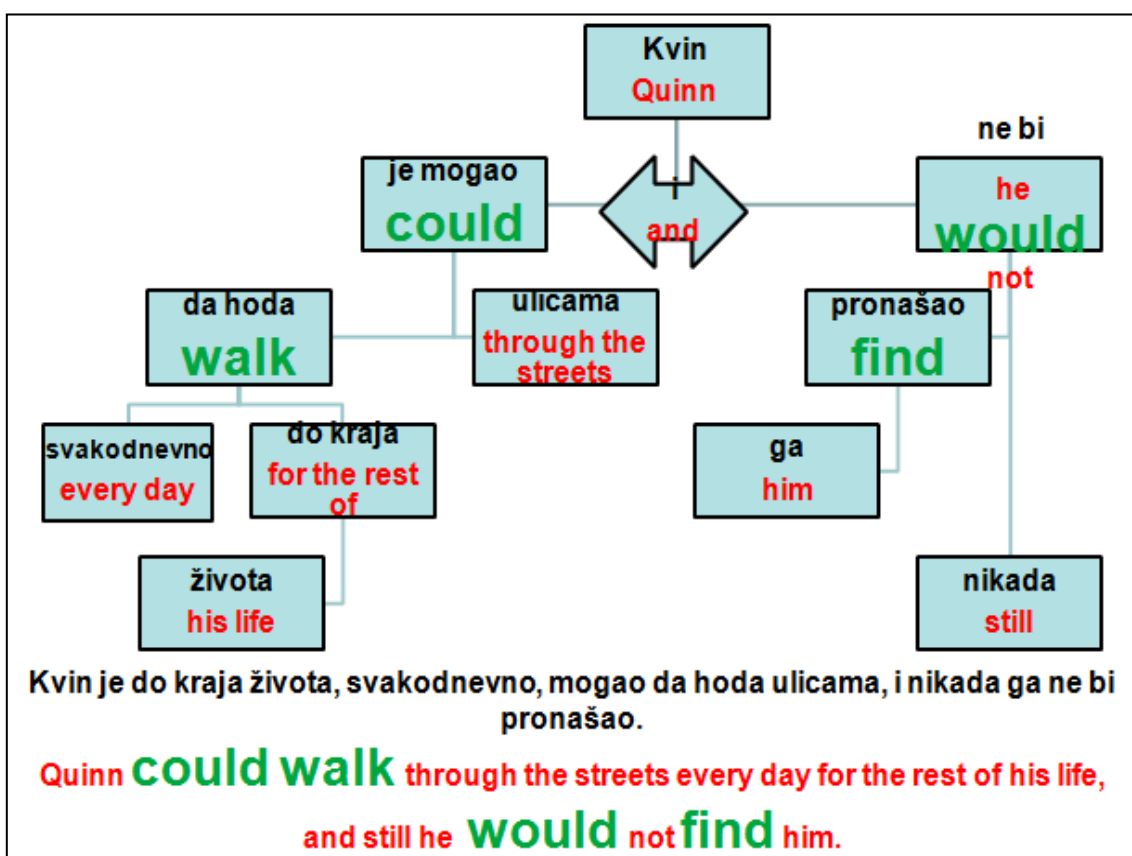 Kvin
Quinn
ne bi
je mogao
could
i
and
he
would
not
da hoda
walk
ulicama
through the
streets
pronašao
find
svakodnevno
every day
do kraja
for the rest
of
ga
him
života
his life
nikada
still
Kvin je do kraja života, svakodnevno, mogao da hoda ulicama, i nikada ga ne bi
pronašao.
Quinn could walk through the streets every day for the rest of his life,
and still he would not find him.